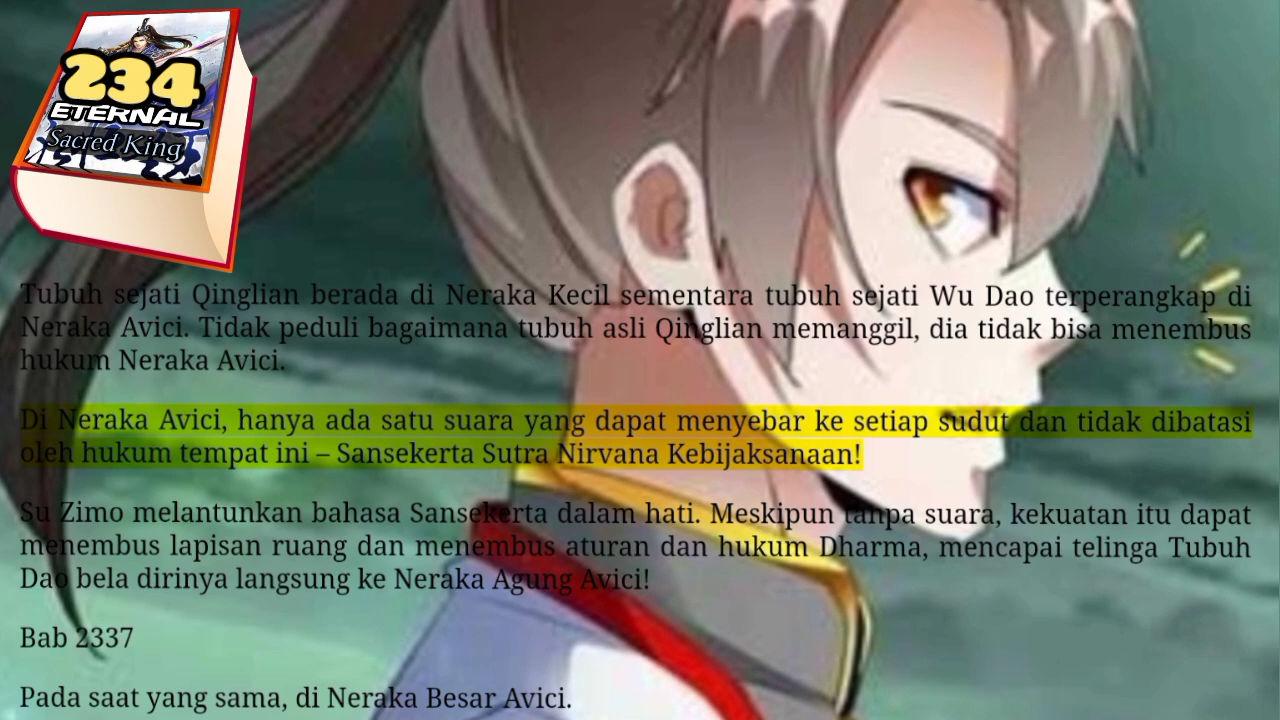 234
ETERNAL
Sacred King
Tubuh sejati Qinglian berada di Neraka Kecil sementara tubuh sejati Wu Dao terperangkap di
Neraka Avici. Tidak peduli bagaimana tubuh asli Qinglian memanggil, dia tidak bisa menembus
hukum Neraka Avici.
Di Neraka Avici, hanya ada satu suara yang dapat menyebar ke setiap sudut dan tidak dibatasi
oleh hukum tempat ini – Sansekerta Sutra Nirvana Kebijaksanaan!
Su Zimo melantunkan bahasa Sansekerta dalam hati. Meskipun tanpa suara, kekuatan itu dapat
menembus lapisan ruang dan menembus aturan dan hukum Dharma, mencapai telinga Tubuh
Dao bela dirinya langsung ke Neraka Agung Avici!
Bab 2337
Pada saat yang sama, di Neraka Besar Avici.